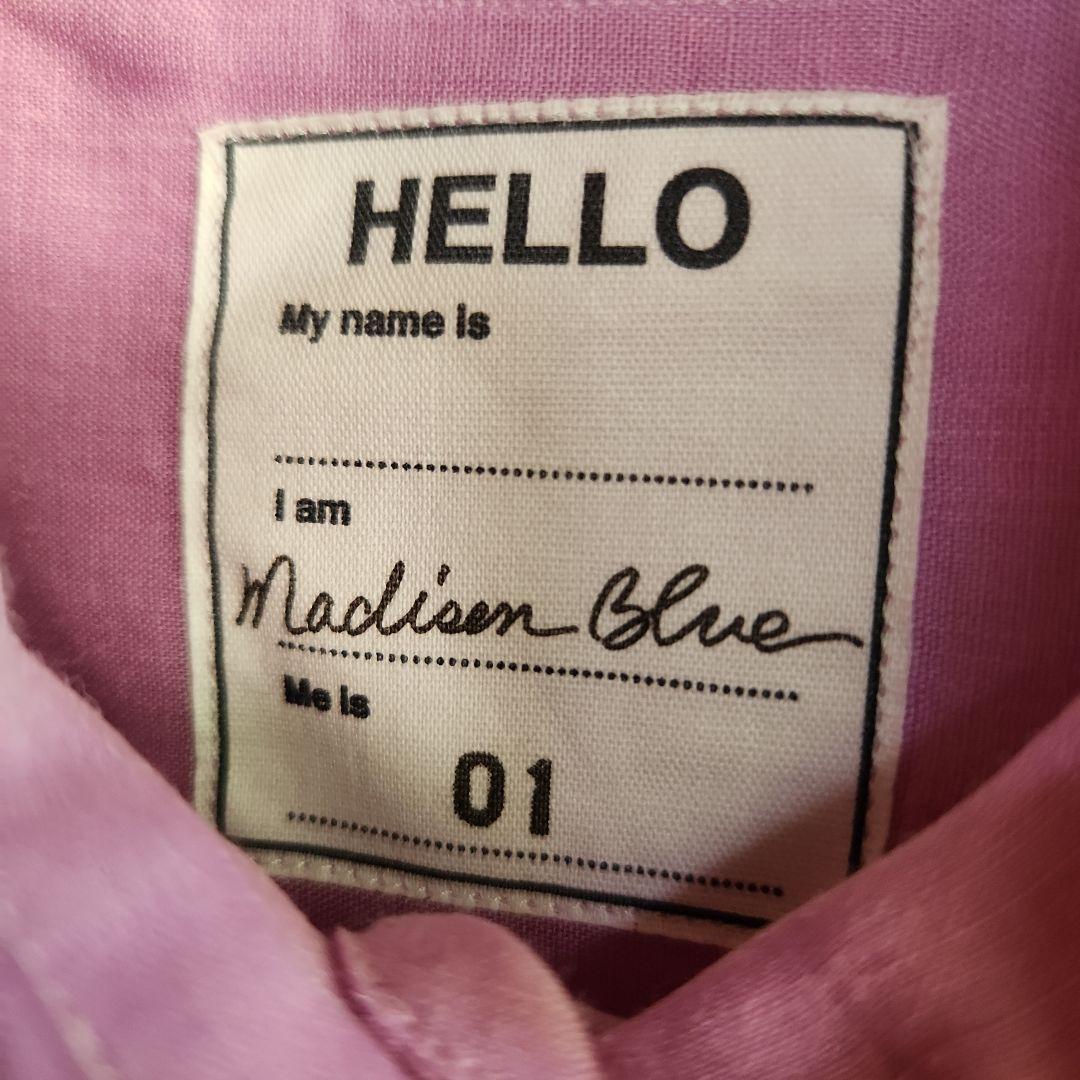 HELLO
My name is
I am
Madisen Blue
Me is
01